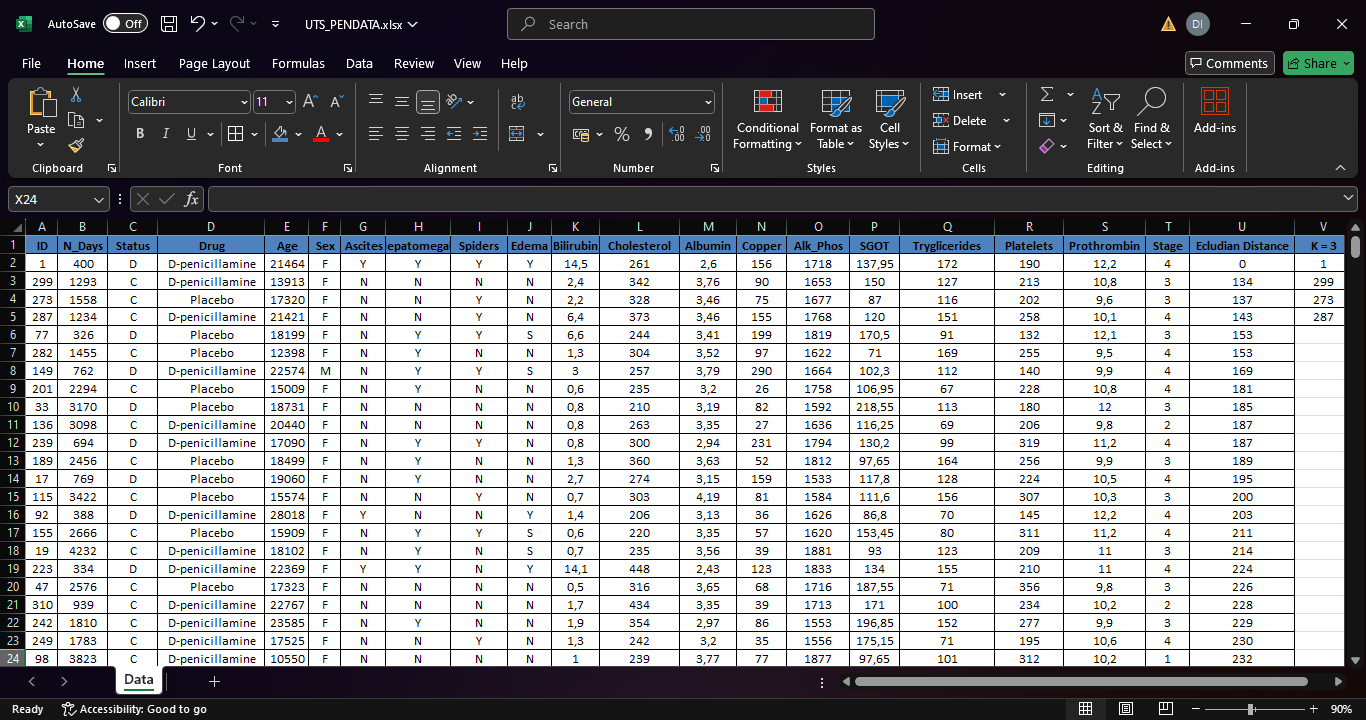 AutoSave Off UTS_PENDATA.xlsx Search DI
File Home Insert Page Layout Formulas Data Review View Help Comments Share
Calibri 11 General Insert
Paste B I U A ab % Delete
Conditional Formatting Format as Table Cell Styles Format Sort & Filter Find & Select Add-ins
Clipboard Font Alignment Number Styles Cells Editing Add-ins
X24 fx
A B C D E F G H I J K L M N O P Q R S T U V
1 ID N_Days Status Drug Age Sex Ascites epatomegal Spiders Edema Bilirubin Cholesterol Albumin Copper Alk_Phos SGOT Tryglicerides Platelets Prothrombin Stage Ecludian Distance K = 3
2 1 400 D D-penicillamine 21464 F Y Y Y Y 14,5 261 2,6 156 1718 137,95 172 190 12,2 4 0 1
3 299 1293 C D-penicillamine 13913 F N N N N 2,4 342 3,76 90 1653 150 127 213 10,8 3 134 299
4 273 1558 C Placebo 17320 F N N Y N 2,2 328 3,46 75 1677 87 116 202 9,6 3 137 273
5 287 1234 C D-penicillamine 21421 F N N Y N 6,4 373 3,46 155 1768 120 151 258 10,1 4 143 287
6 77 326 D Placebo 18199 F N Y Y S 6,6 244 3,41 199 1819 170,5 91 132 12,1 3 153
7 282 1455 C Placebo 12398 F N Y N N 1,3 304 3,52 97 1622 71 169 255 9,5 4 153
8 149 762 D D-penicillamine 22574 M N Y Y S 3 257 3,79 290 1664 102,3 112 140 9,9 4 169
9 201 2294 C Placebo 15009 F N Y N N 0,6 235 3,2 26 1758 106,95 67 228 10,8 4 181
10 33 3170 D Placebo 18731 F N N N N 0,8 210 3,19 82 1592 218,55 113 180 12 3 185
11 136 3098 C D-penicillamine 20440 F N N N N 0,8 263 3,35 27 1636 116,25 69 206 9,8 2 187
12 239 694 D D-penicillamine 17090 F N Y Y N 0,8 300 2,94 231 1794 130,2 99 319 11,2 4 187
13 189 2456 C Placebo 18499 F N Y N N 1,3 360 3,63 52 1812 97,65 164 256 9,9 3 189
14 17 769 D Placebo 19060 F N Y N N 2,7 274 3,15 159 1533 117,8 128 224 10,5 4 195
15 115 3422 C Placebo 15574 F N N Y N 0,7 303 4,19 81 1584 111,6 156 307 10,3 3 200
16 92 388 D D-penicillamine 28018 F Y N N Y 1,4 206 3,13 36 1626 86,8 70 145 12,2 4 203
17 155 2666 C Placebo 15909 F N Y Y S 0,6 220 3,35 57 1620 153,45 80 311 11,2 4 211
18 19 4232 C D-penicillamine 18102 F N Y N S 0,7 235 3,56 39 1881 93 123 209 11 3 214
19 223 334 D D-penicillamine 22369 F Y Y N Y 14,1 448 2,43 123 1833 134 155 210 11 4 224
20 47 2576 C Placebo 17323 F N N N N 0,5 316 3,65 68 1716 187,55 71 356 9,8 3 226
21 310 939 C D-penicillamine 22767 F N N N N 1,7 434 3,35 39 1713 171 100 234 10,2 2 228
22 242 1810 C D-penicillamine 23585 F N Y N N 1,9 354 2,97 86 1553 196,85 152 277 9,9 3 229
23 249 1783 C D-penicillamine 17525 F N N Y N 1,3 242 3,2 35 1556 175,15 71 195 10,6 4 230
24 98 3823 C D-penicillamine 10550 F N N N N 1 239 3,77 77 1877 97,65 101 312 10,2 1 232
Data
Ready Accessibility: Good to go 90%